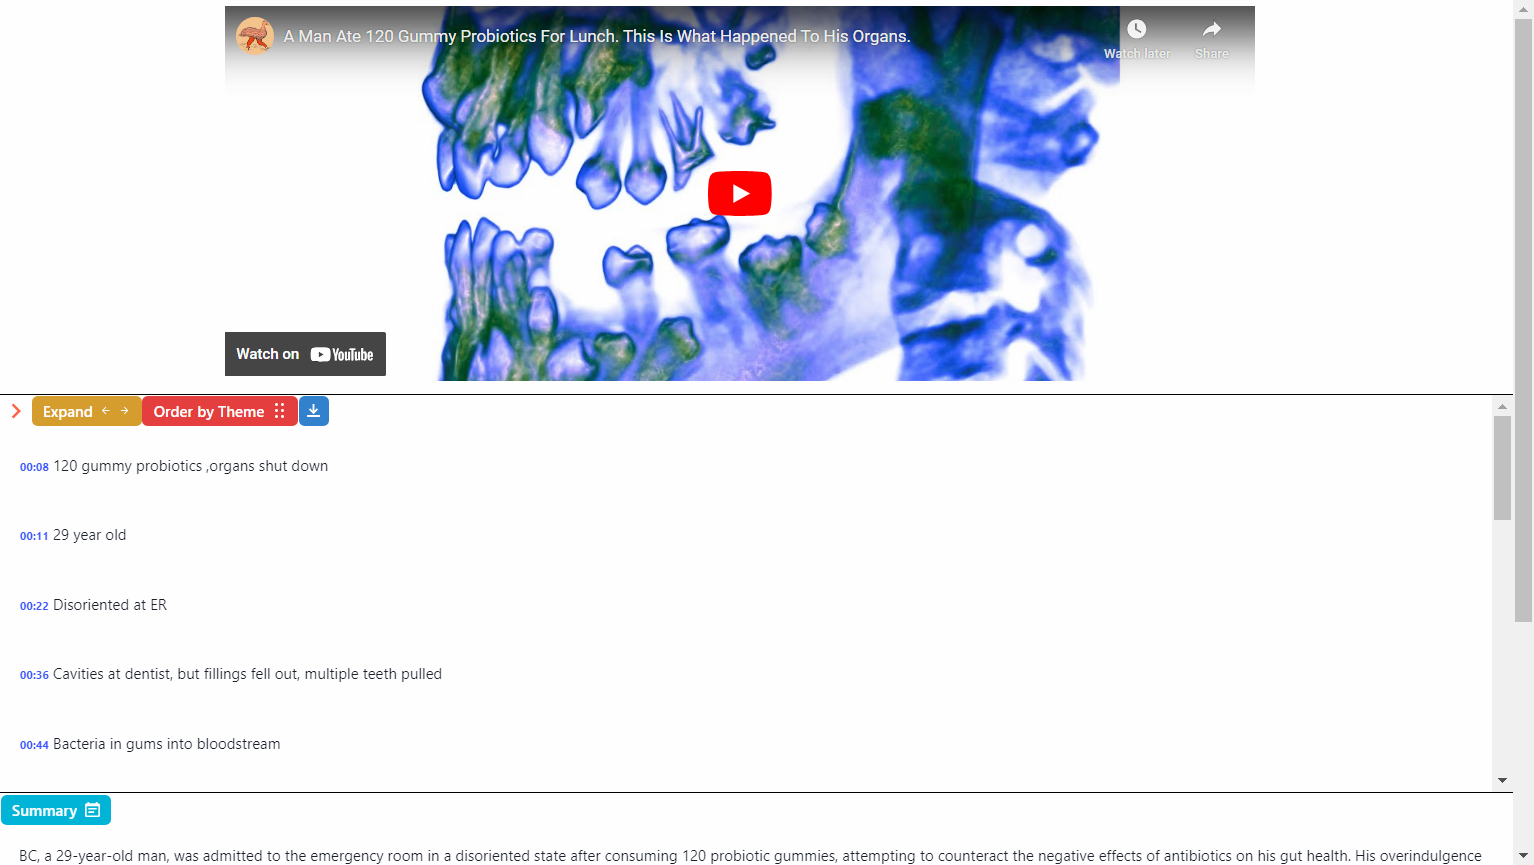 A Man Ate 120 Gummy Probiotics For Lunch. This Is What Happened To His Organs.
Watch later
Share
Watch on YouTube
Expand
Order by Theme
00:08 120 gummy probiotics ,organs shut down
00:11 29 year old
00:22 Disoriented at ER
00:36 Cavities at dentist, but fillings fell out, multiple teeth pulled
00:44 Bacteria in gums into bloodstream
Summary
BC, a 29-year-old man, was admitted to the emergency room in a disoriented state after consuming 120 probiotic gummies, attempting to counteract the negative effects of antibiotics on his gut health. His overindulgence